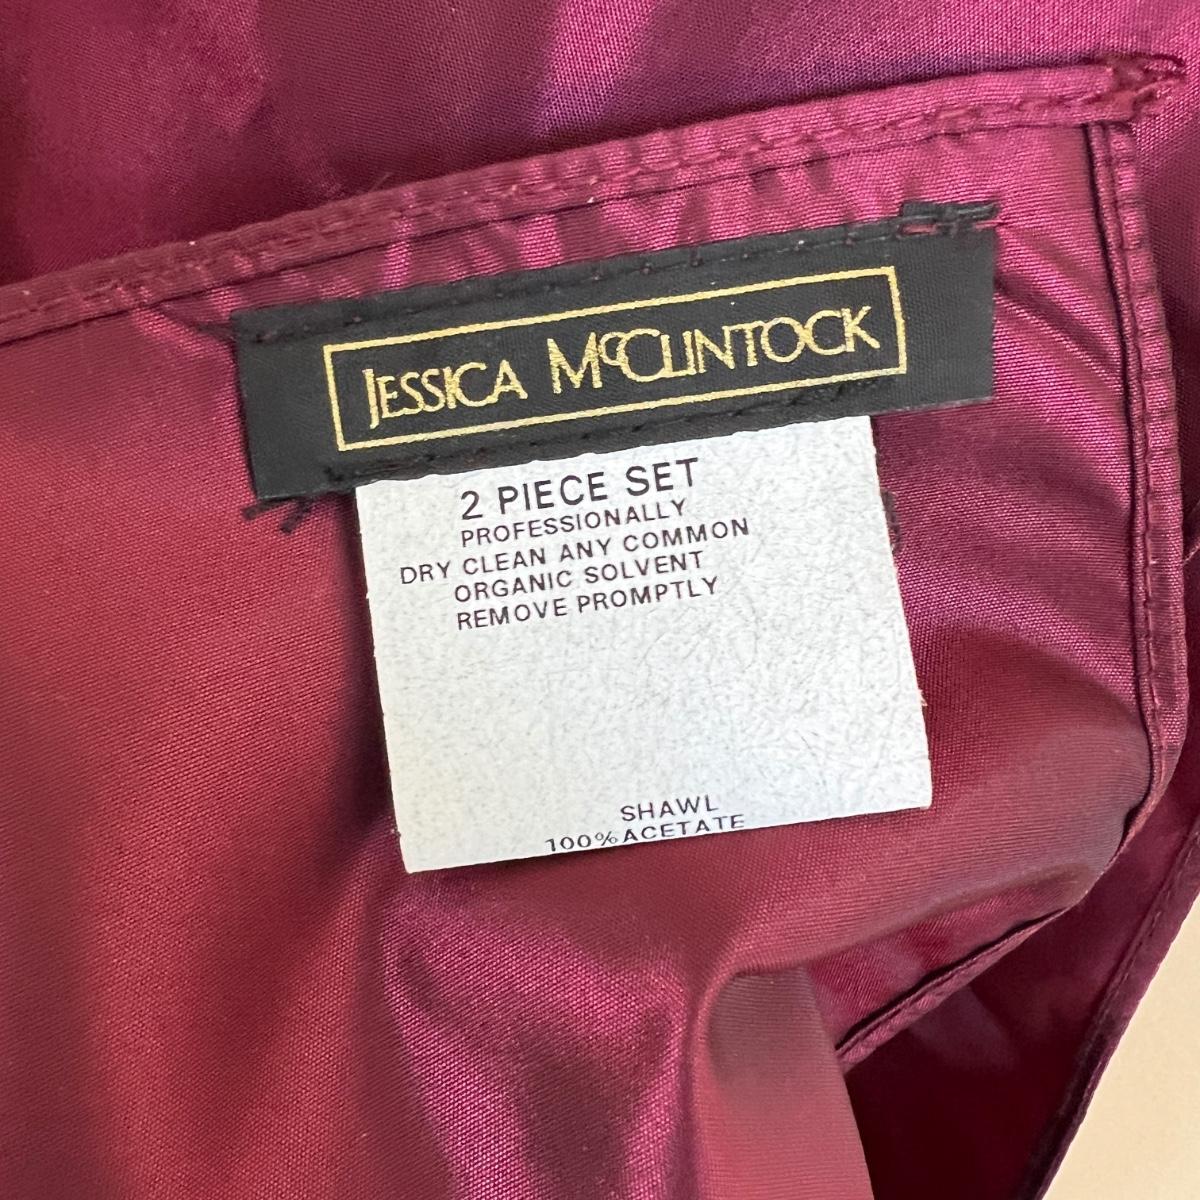 JESSICA McCLINTOCK
2 PIECE SET
PROFESSIONALLY
DRY CLEAN ANY COMMON
ORGANIC SOLVENT
REMOVE PROMPTLY
SHAWL
100% ACETATE